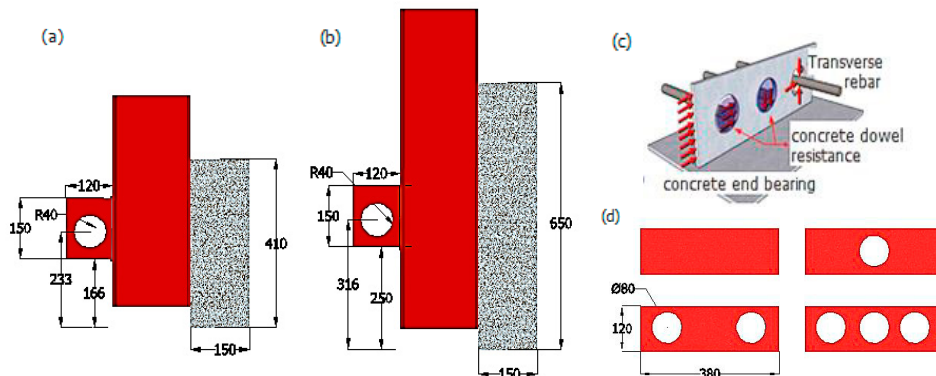 (a)
120
R40
150
233
166
410
150
(b)
R40
120
150
316
250
650
150
(c)
Transverse
rebar
concrete dowel
resistance
concrete end bearing
(d)
Ø80
120
380